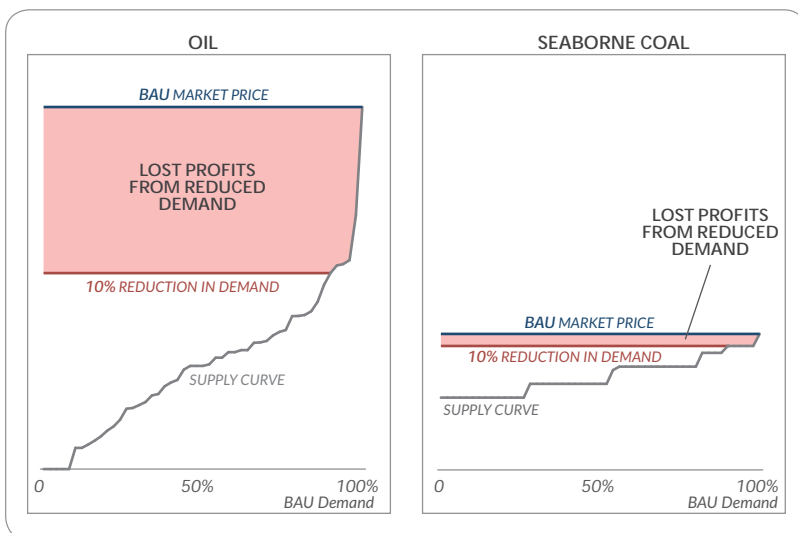 OIL
BAU MARKET PRICE
LOST PROFITS
FROM REDUCED
DEMAND
10% REDUCTION IN DEMAND
SUPPLY CURVE
0
50%
100%
BAU Demand
SEABORNE COAL
LOST PROFITS
FROM REDUCED
DEMAND
BAU MARKET PRICE
10% REDUCTION IN DEMAND
SUPPLY CURVE
0
50%
100%
BAU Demand